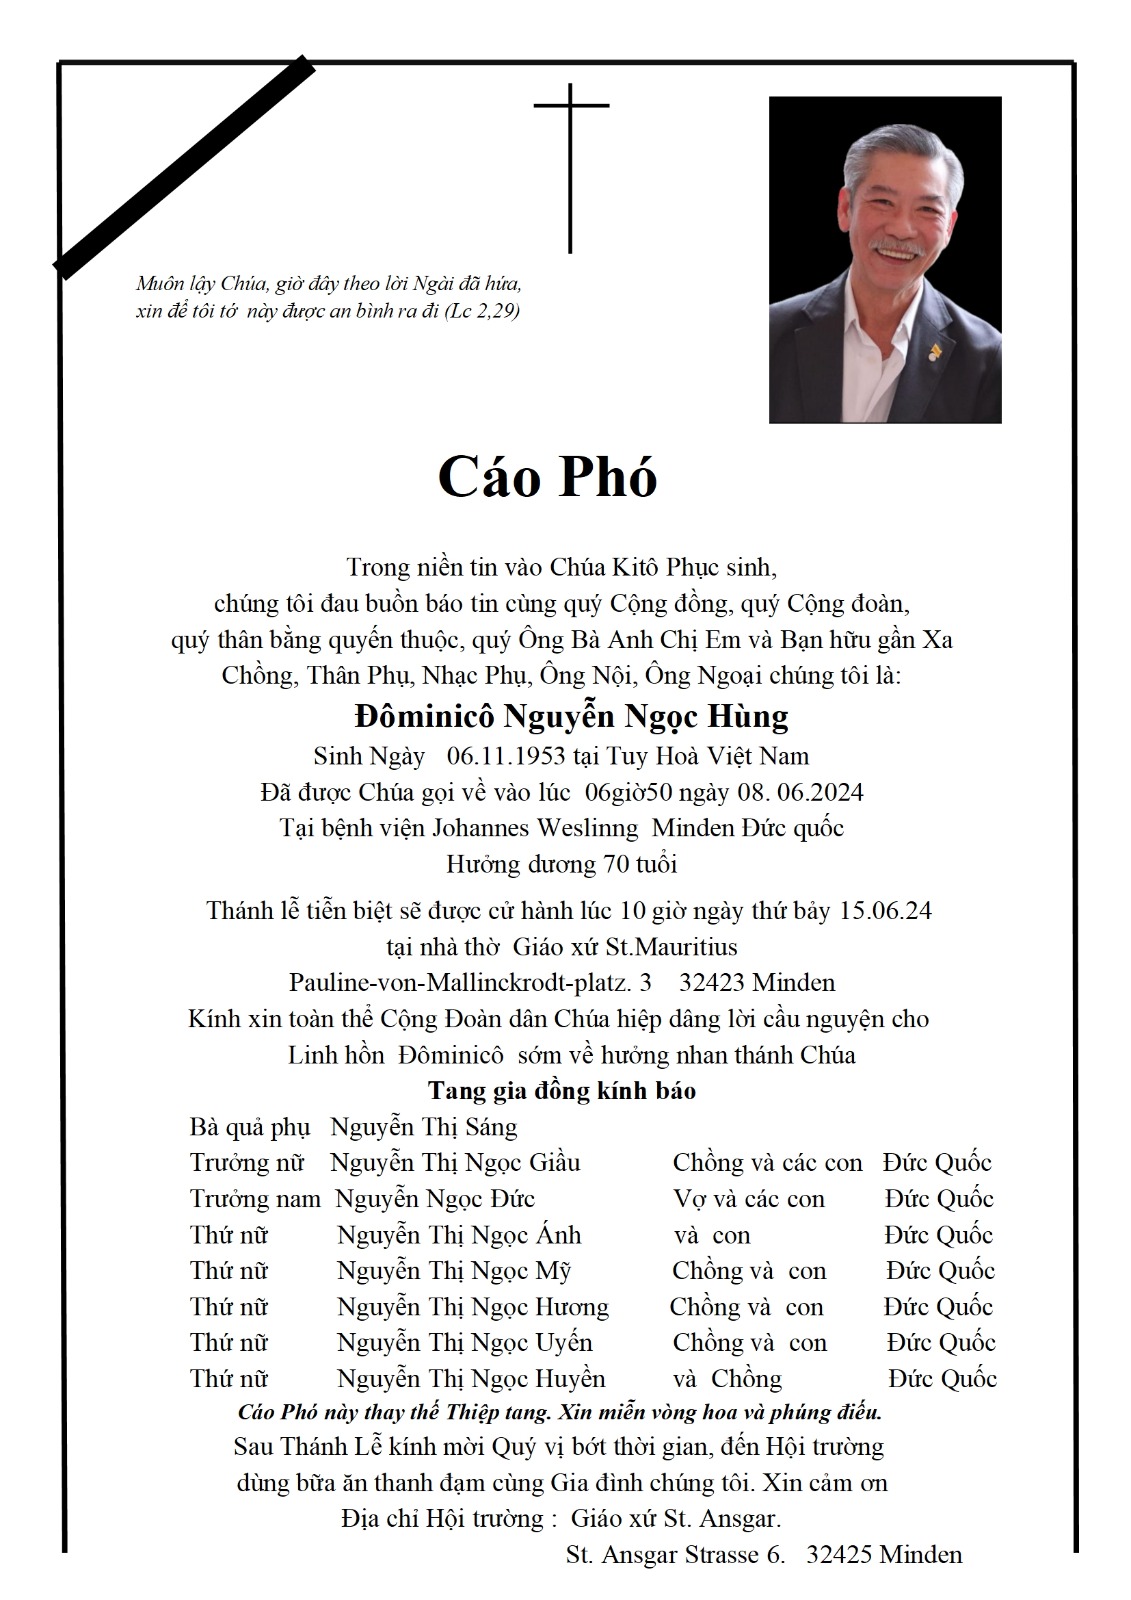 Muôn lậy Chúa, giờ đây theo lời Ngài đã hứa,
xin để tôi tớ này được an bình ra đi (Lc 2,29)
Cáo Phó
Trong niền tin vào Chúa Kitô Phục sinh,
chúng tôi đau buồn báo tin cùng quý Cộng đồng, quý Cộng đoàn,
quý thân bằng quyến thuộc, quý Ông Bà Anh Chị Em và Bạn hữu gần Xa
Chồng, Thân Phụ, Nhạc Phụ, Ông Nội, Ông Ngoại chúng tôi là:
Đôminicô Nguyễn Ngọc Hùng
Sinh Ngày 06.11.1953 tại Tuy Hoà Việt Nam
Đã được Chúa gọi về vào lúc 06giờ50 ngày 08. 06.2024
Tại bệnh viện Johannes Weslinng Minden Đức quốc
Hưởng dương 70 tuổi
Thánh lễ tiễn biệt sẽ được cử hành lúc 10 giờ ngày thứ bảy 15.06.24
tại nhà thờ Giáo xứ St.Mauritius
Pauline-von-Mallinckrodt-platz. 3 32423 Minden
Kính xin toàn thể Cộng Đoàn dân Chúa hiệp dâng lời cầu nguyện cho
Linh hồn Đôminicô sớm về hưởng nhan thánh Chúa
Tang gia đồng kính báo
Bà quả phụ Nguyễn Thị Sáng
Trưởng nữ Nguyễn Thị Ngọc Giầu Chồng và các con Đức Quốc
Trưởng nam Nguyễn Ngọc Đức Vợ và các con Đức Quốc
Thứ nữ Nguyễn Thị Ngọc Ánh và con Đức Quốc
Thứ nữ Nguyễn Thị Ngọc Mỹ Chồng và con Đức Quốc
Thứ nữ Nguyễn Thị Ngọc Hương Chồng và con Đức Quốc
Thứ nữ Nguyễn Thị Ngọc Uyến Chồng và con Đức Quốc
Thứ nữ Nguyễn Thị Ngọc Huyền và Chồng Đức Quốc
Cáo Phó này thay thế Thiệp tang. Xin miễn vòng hoa và phúng điếu.
Sau Thánh Lễ kính mời Quý vị bớt thời gian, đến Hội trường
dùng bữa ăn thanh đạm cùng Gia đình chúng tôi. Xin cảm ơn
Địa chỉ Hội trường : Giáo xứ St. Ansgar.
St. Ansgar Strasse 6. 32425 Minden